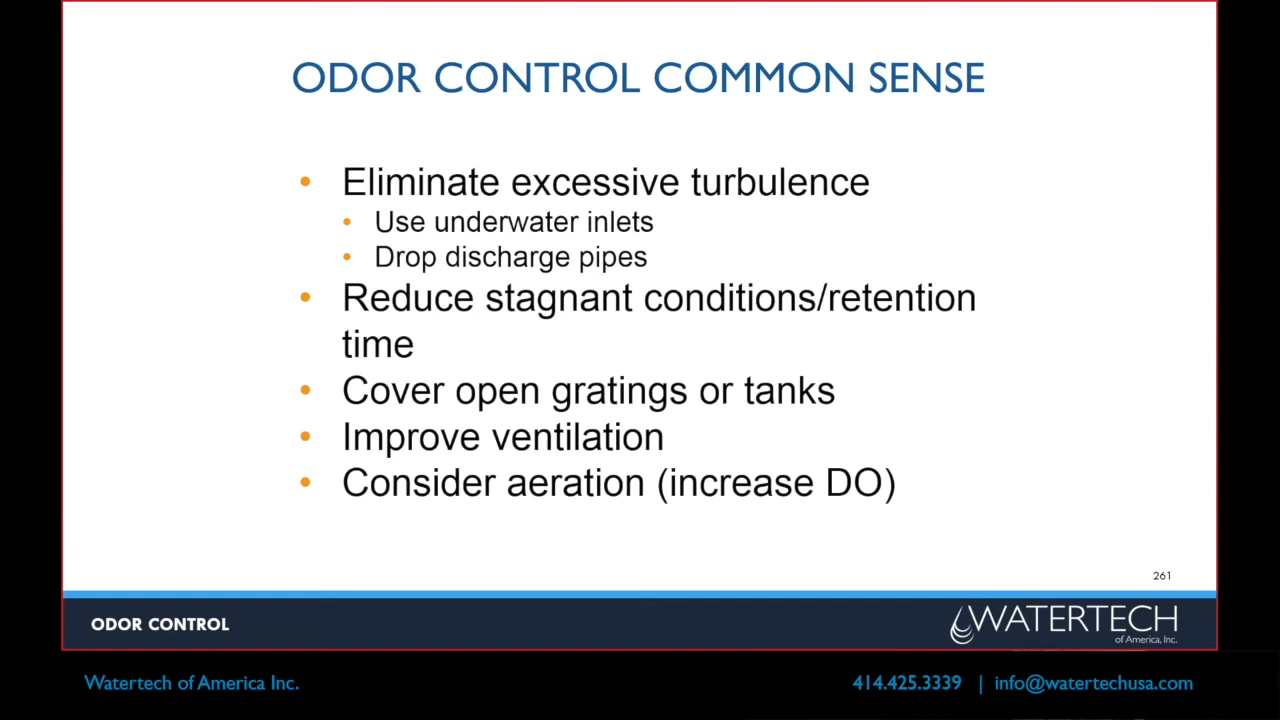 ODOR CONTROL COMMON SENSE
• Eliminate excessive turbulence
• Use underwater inlets
• Drop discharge pipes
• Reduce stagnant conditions/retention
time
• Cover open gratings or tanks
• Improve ventilation
• Consider aeration (increase DO)
261
ODOR CONTROL
WATERTECH
of America, Inc.
Watertech of America Inc.
414.425.3339 | info@watertechusa.com